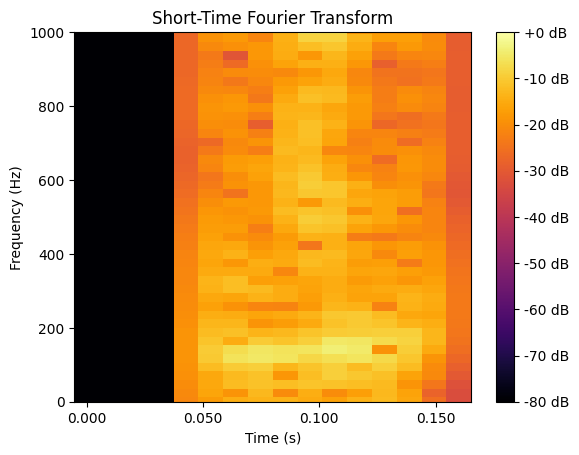 Short-Time Fourier Transform
1000
800
600
400
200
0
Frequency (Hz)
0.000
0.050
0.100
0.150
Time (s)
+0 dB
-10 dB
-20 dB
-30 dB
-40 dB
-50 dB
-60 dB
-70 dB
-80 dB